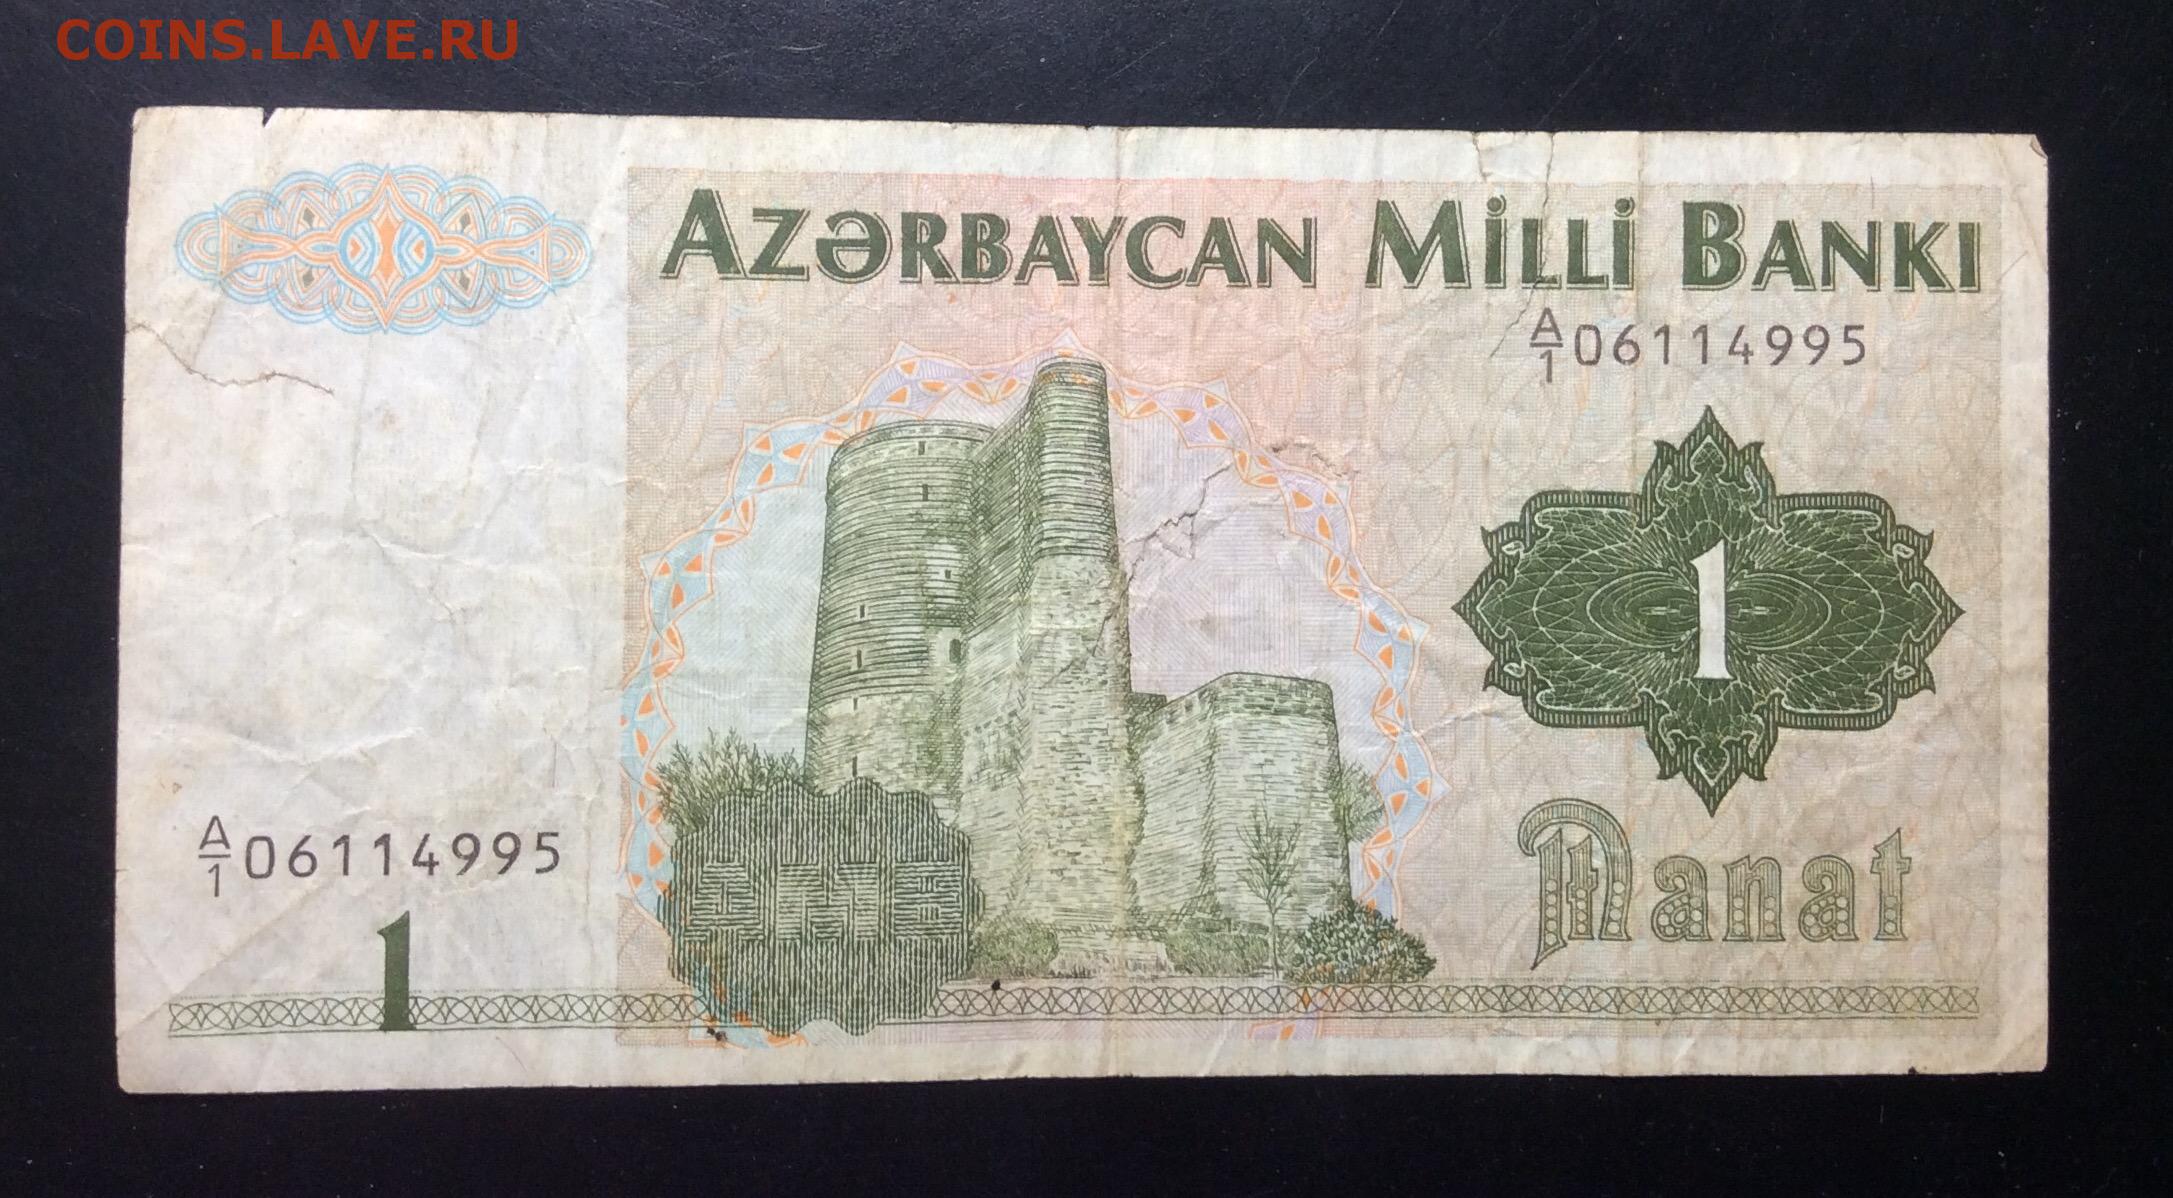 COINS.LAVE.RU
AZƏRBAYCAN MİLLİ BANKI
A/1 06114995
1
Manat
A/1 06114995
1